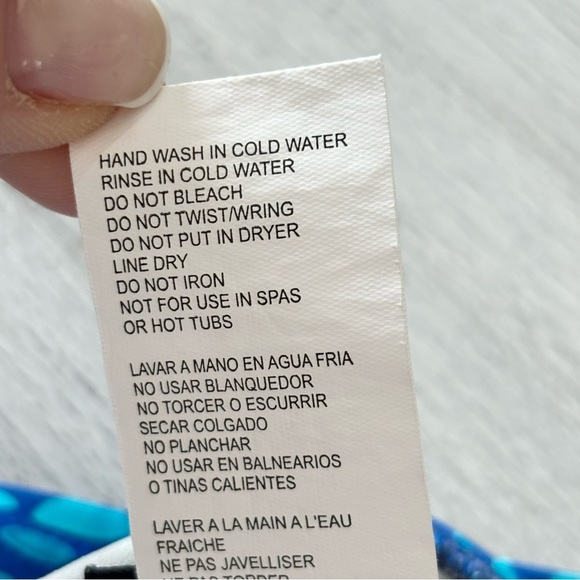 HAND WASH IN COLD WATER
RINSE IN COLD WATER
DO NOT BLEACH
DO NOT TWIST/WRING
DO NOT PUT IN DRYER
LINE DRY
DO NOT IRON
NOT FOR USE IN SPAS
OR HOT TUBS
LAVAR A MANO EN AGUA FRIA
NO USAR BLANQUEDOR
NO TORCER O ESCURRIR
SECAR COLGADO
NO PLANCHAR
NO USAR EN BALNEARIOS
O TINAS CALIENTES
LAVER A LA MAIN A L'EAU
FRAICHE
NE PAS JAVELLISER
NE PAS TORDER